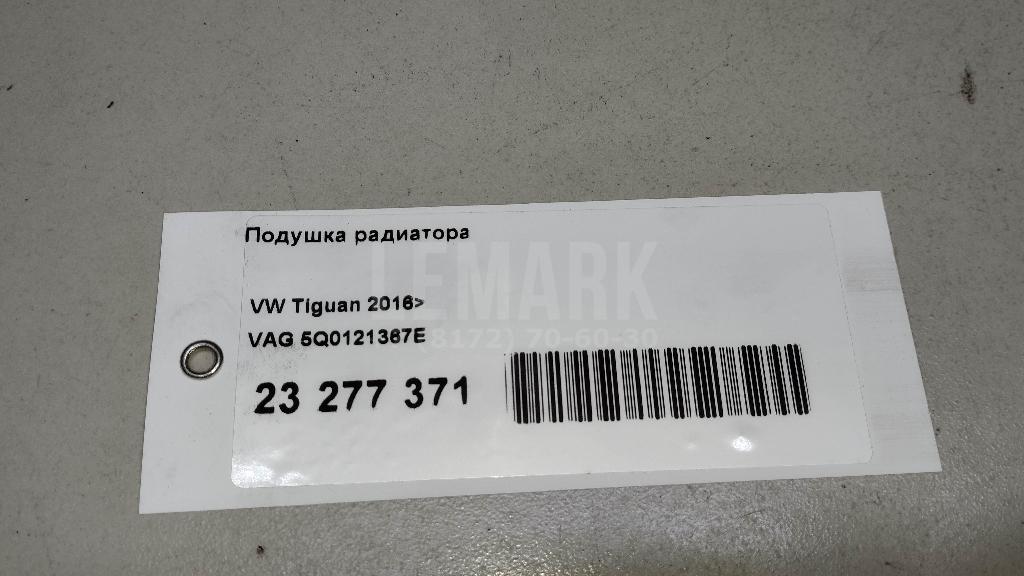 Подушка радиатора
LEMARK
VW Tiguan 2016>
(8172) 70-60-30
VAG 5Q0121367E
23 277 371